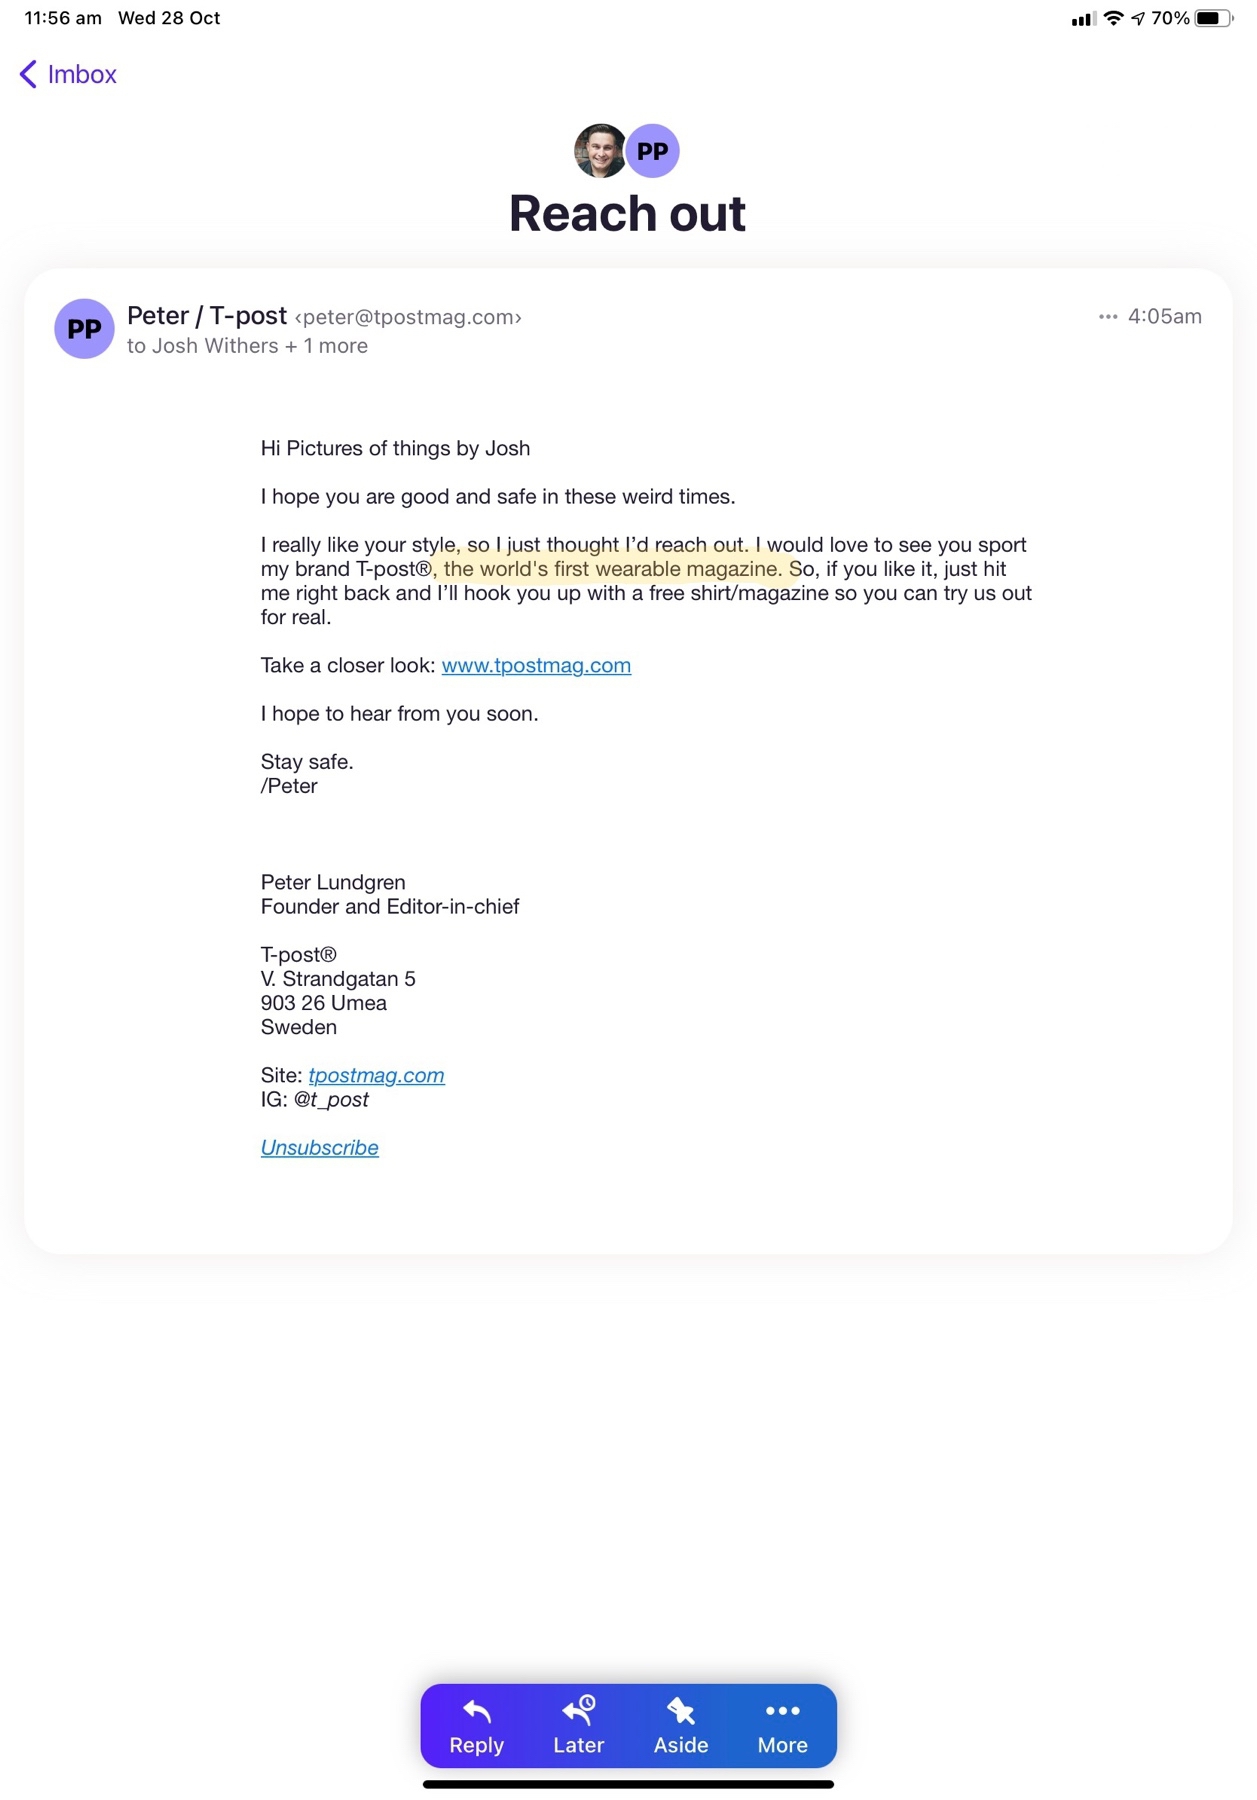 11:56 am Wed 28 Oct
70%
Imbox
PP
Reach out
PP
Peter / T-post <peter@tpostmag.com>
••• 4:05am
to Josh Withers + 1 more
Hi Pictures of things by Josh
I hope you are good and safe in these weird times.
I really like your style, so I just thought I’d reach out. I would love to see you sport
my brand T-post®, the world's first wearable magazine. So, if you like it, just hit
me right back and I’ll hook you up with a free shirt/magazine so you can try us out
for real.
Take a closer look: www.tpostmag.com
I hope to hear from you soon.
Stay safe.
/Peter
Peter Lundgren
Founder and Editor-in-chief
T-post®
V. Strandgatan 5
903 26 Umea
Sweden
Site: tpostmag.com
IG: @t_post
Unsubscribe
Reply Later Aside More